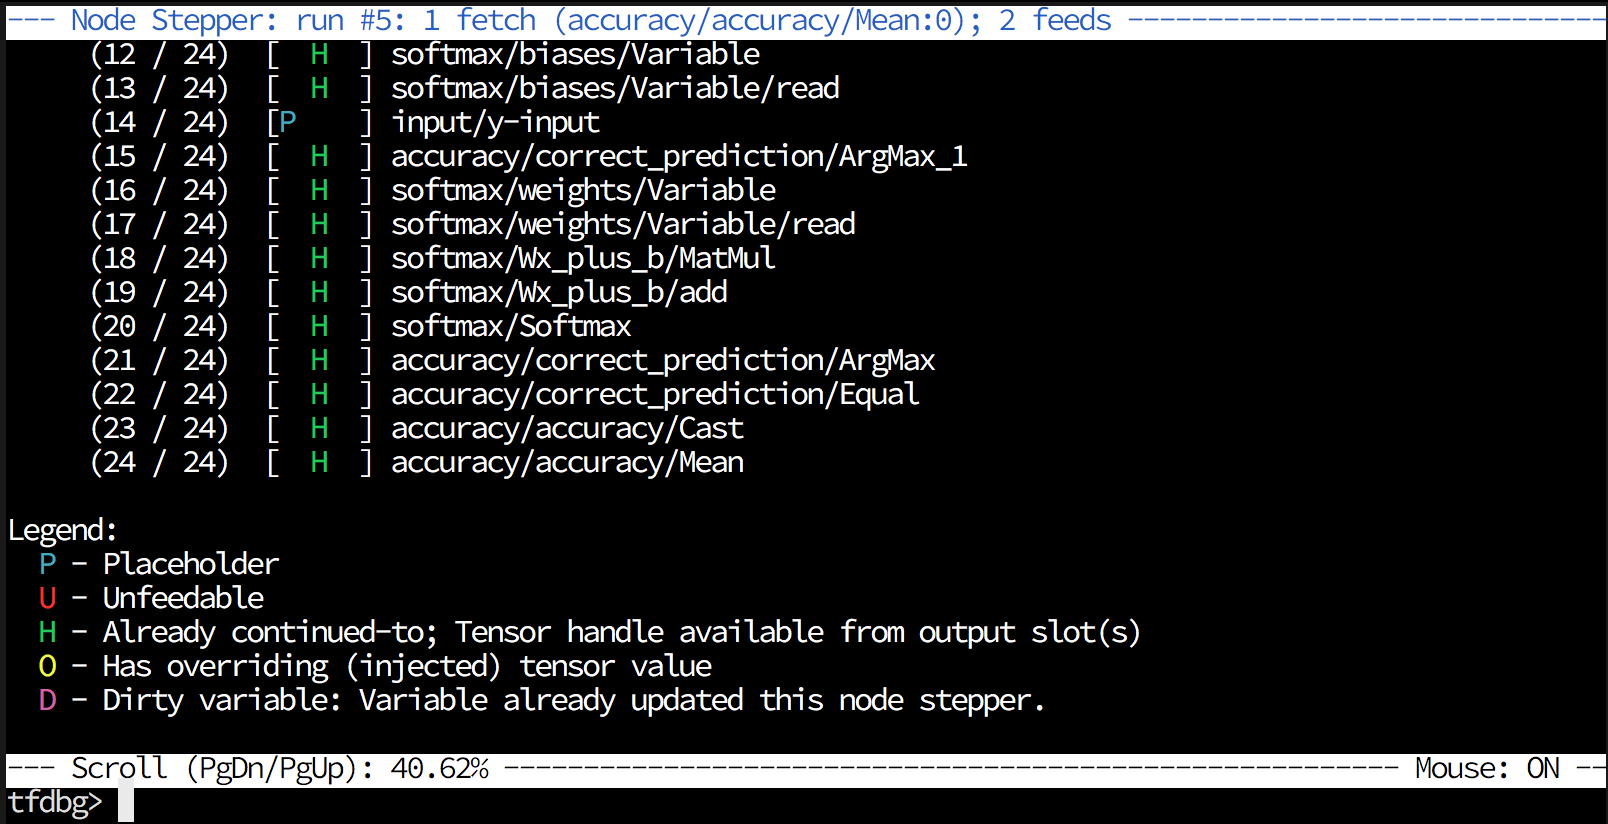 --- Node Stepper: run #5: 1 fetch (accuracy/accuracy/Mean:0); 2 feeds ------------------------------
(12 / 24)  [  H  ] softmax/biases/Variable
(13 / 24)  [  H  ] softmax/biases/Variable/read
(14 / 24)  [P    ] input/y-input
(15 / 24)  [  H  ] accuracy/correct_prediction/ArgMax_1
(16 / 24)  [  H  ] softmax/weights/Variable
(17 / 24)  [  H  ] softmax/weights/Variable/read
(18 / 24)  [  H  ] softmax/Wx_plus_b/MatMul
(19 / 24)  [  H  ] softmax/Wx_plus_b/add
(20 / 24)  [  H  ] softmax/Softmax
(21 / 24)  [  H  ] accuracy/correct_prediction/ArgMax
(22 / 24)  [  H  ] accuracy/correct_prediction/Equal
(23 / 24)  [  H  ] accuracy/accuracy/Cast
(24 / 24)  [  H  ] accuracy/accuracy/Mean
Legend:
P - Placeholder
U - Unfeedable
H - Already continued-to; Tensor handle available from output slot(s)
O - Has overriding (injected) tensor value
D - Dirty variable: Variable already updated this node stepper.
--- Scroll (PgDn/PgUp): 40.62% -------------------------------------------------------- Mouse: ON --
tfdbg>